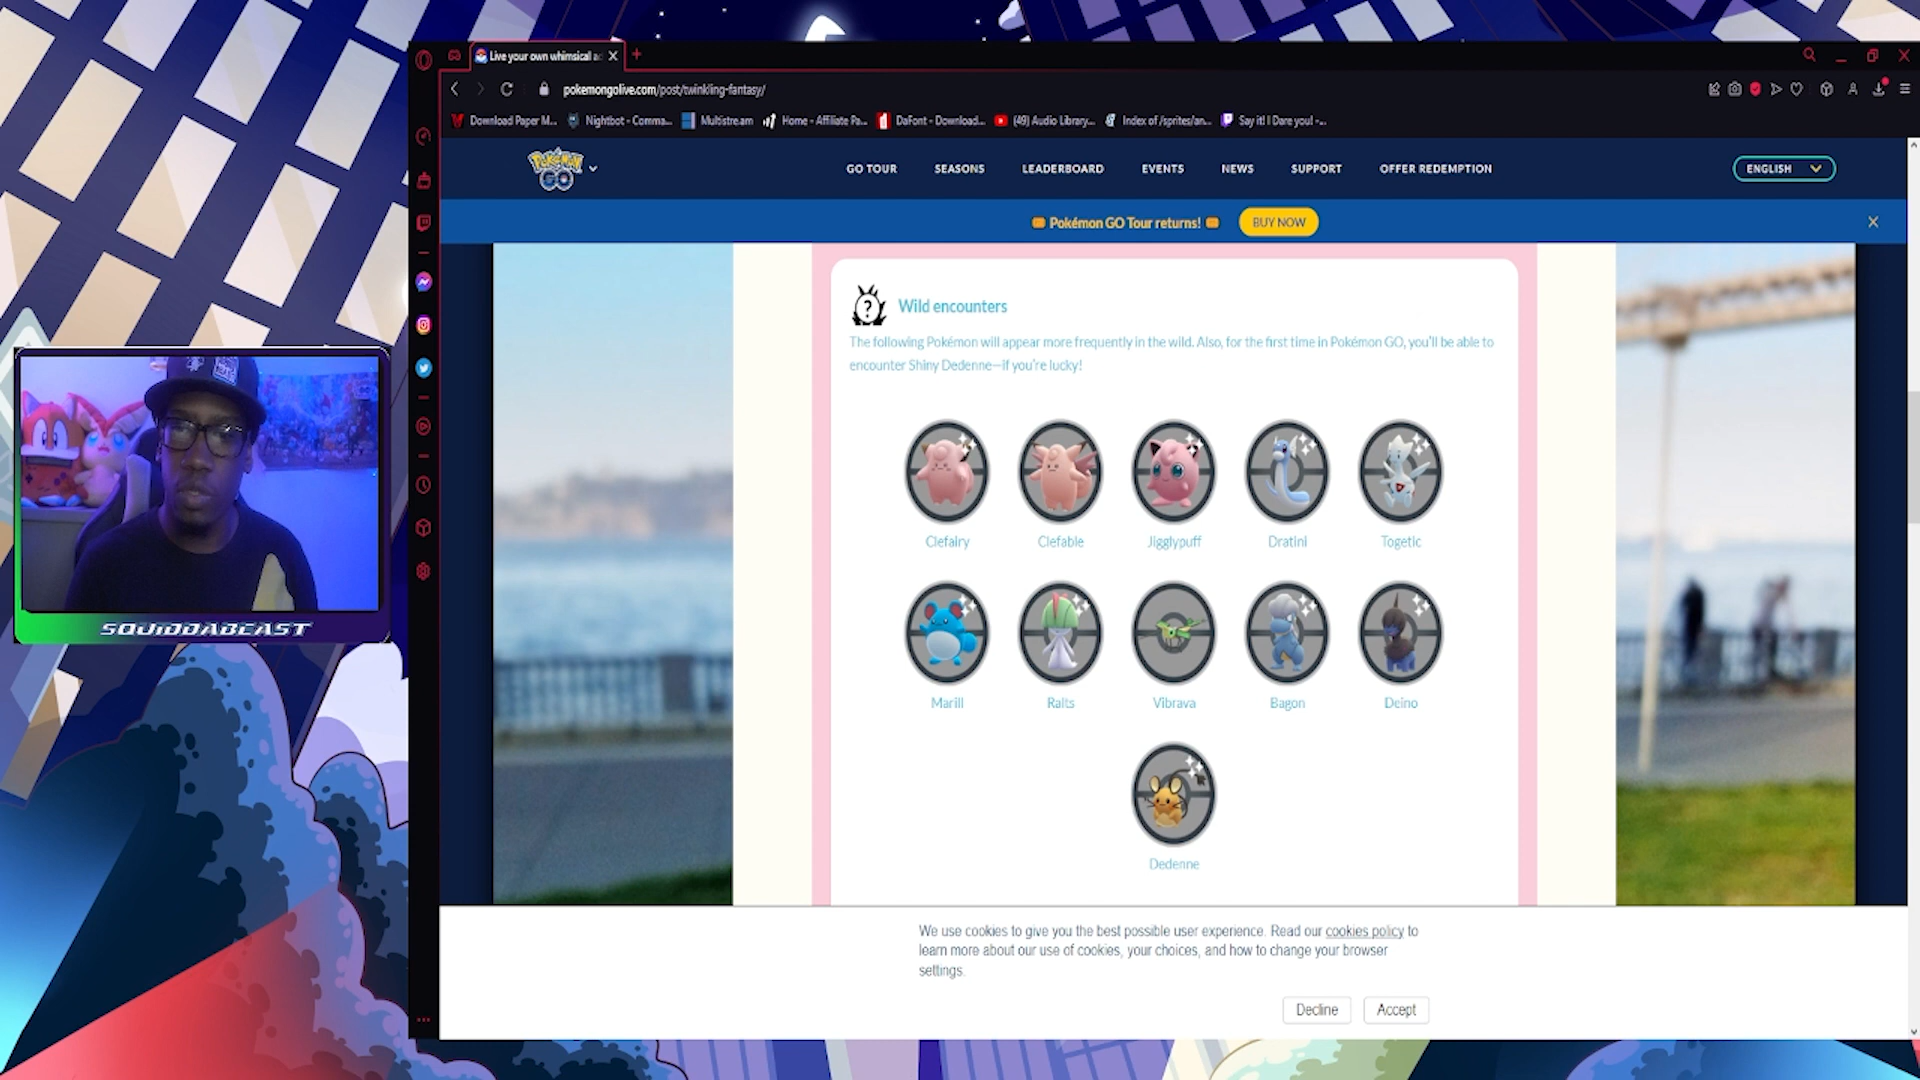 Live your own whimsical a
pokemongolive.com/post/twinkling-fantasy/
Download Paper M... Nightbot - Comma... Multistream Home - Affiliate Pa... DaFont - Download... (49) Audio Library... Index of /sprites/an... Say it! I Dare you! -...
POKÉMON GO
GO TOUR SEASONS LEADERBOARD EVENTS NEWS SUPPORT OFFER REDEMPTION ENGLISH
Pokémon GO Tour returns! BUY NOW
Wild encounters
The following Pokémon will appear more frequently in the wild. Also, for the first time in Pokémon GO, you'll be able to
encounter Shiny Dedenne—if you're lucky!
Clefairy Clefable Jigglypuff Dratini Togetic
Marill Ralts Vibrava Bagon Deino
Dedenne
SQUIDDABEAST
We use cookies to give you the best possible user experience. Read our cookies policy to
learn more about our use of cookies, your choices, and how to change your browser
settings.
Decline Accept